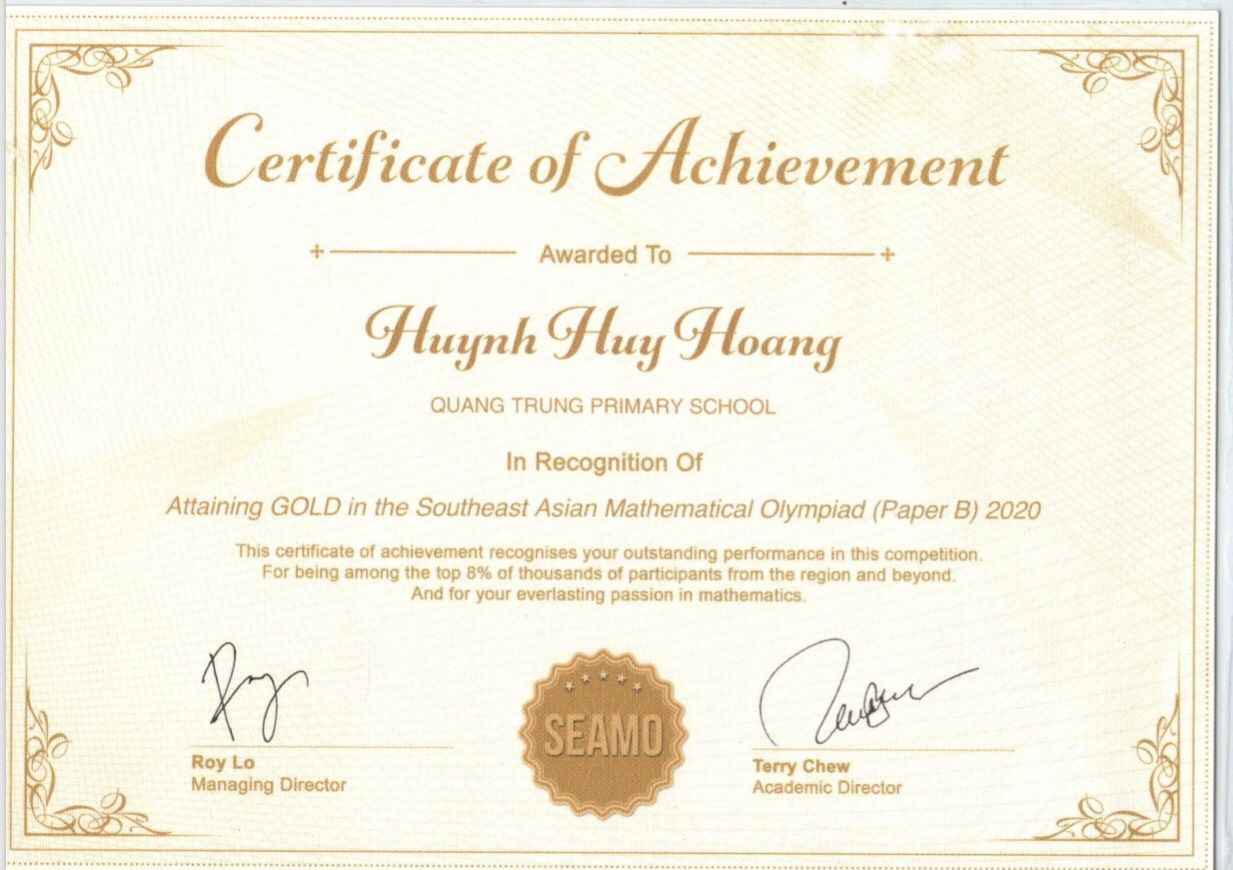 Certificate of Achievement
Awarded To
Huynh Huy Hoang
QUANG TRUNG PRIMARY SCHOOL
In Recognition Of
Attaining GOLD in the Southeast Asian Mathematical Olympiad (Paper B) 2020
This certificate of achievement recognises your outstanding performance in this competition.
For being among the top 8% of thousands of participants from the region and beyond.
And for your everlasting passion in mathematics.
SEAMO
Roy Lo
Managing Director
Terry Chew
Academic Director